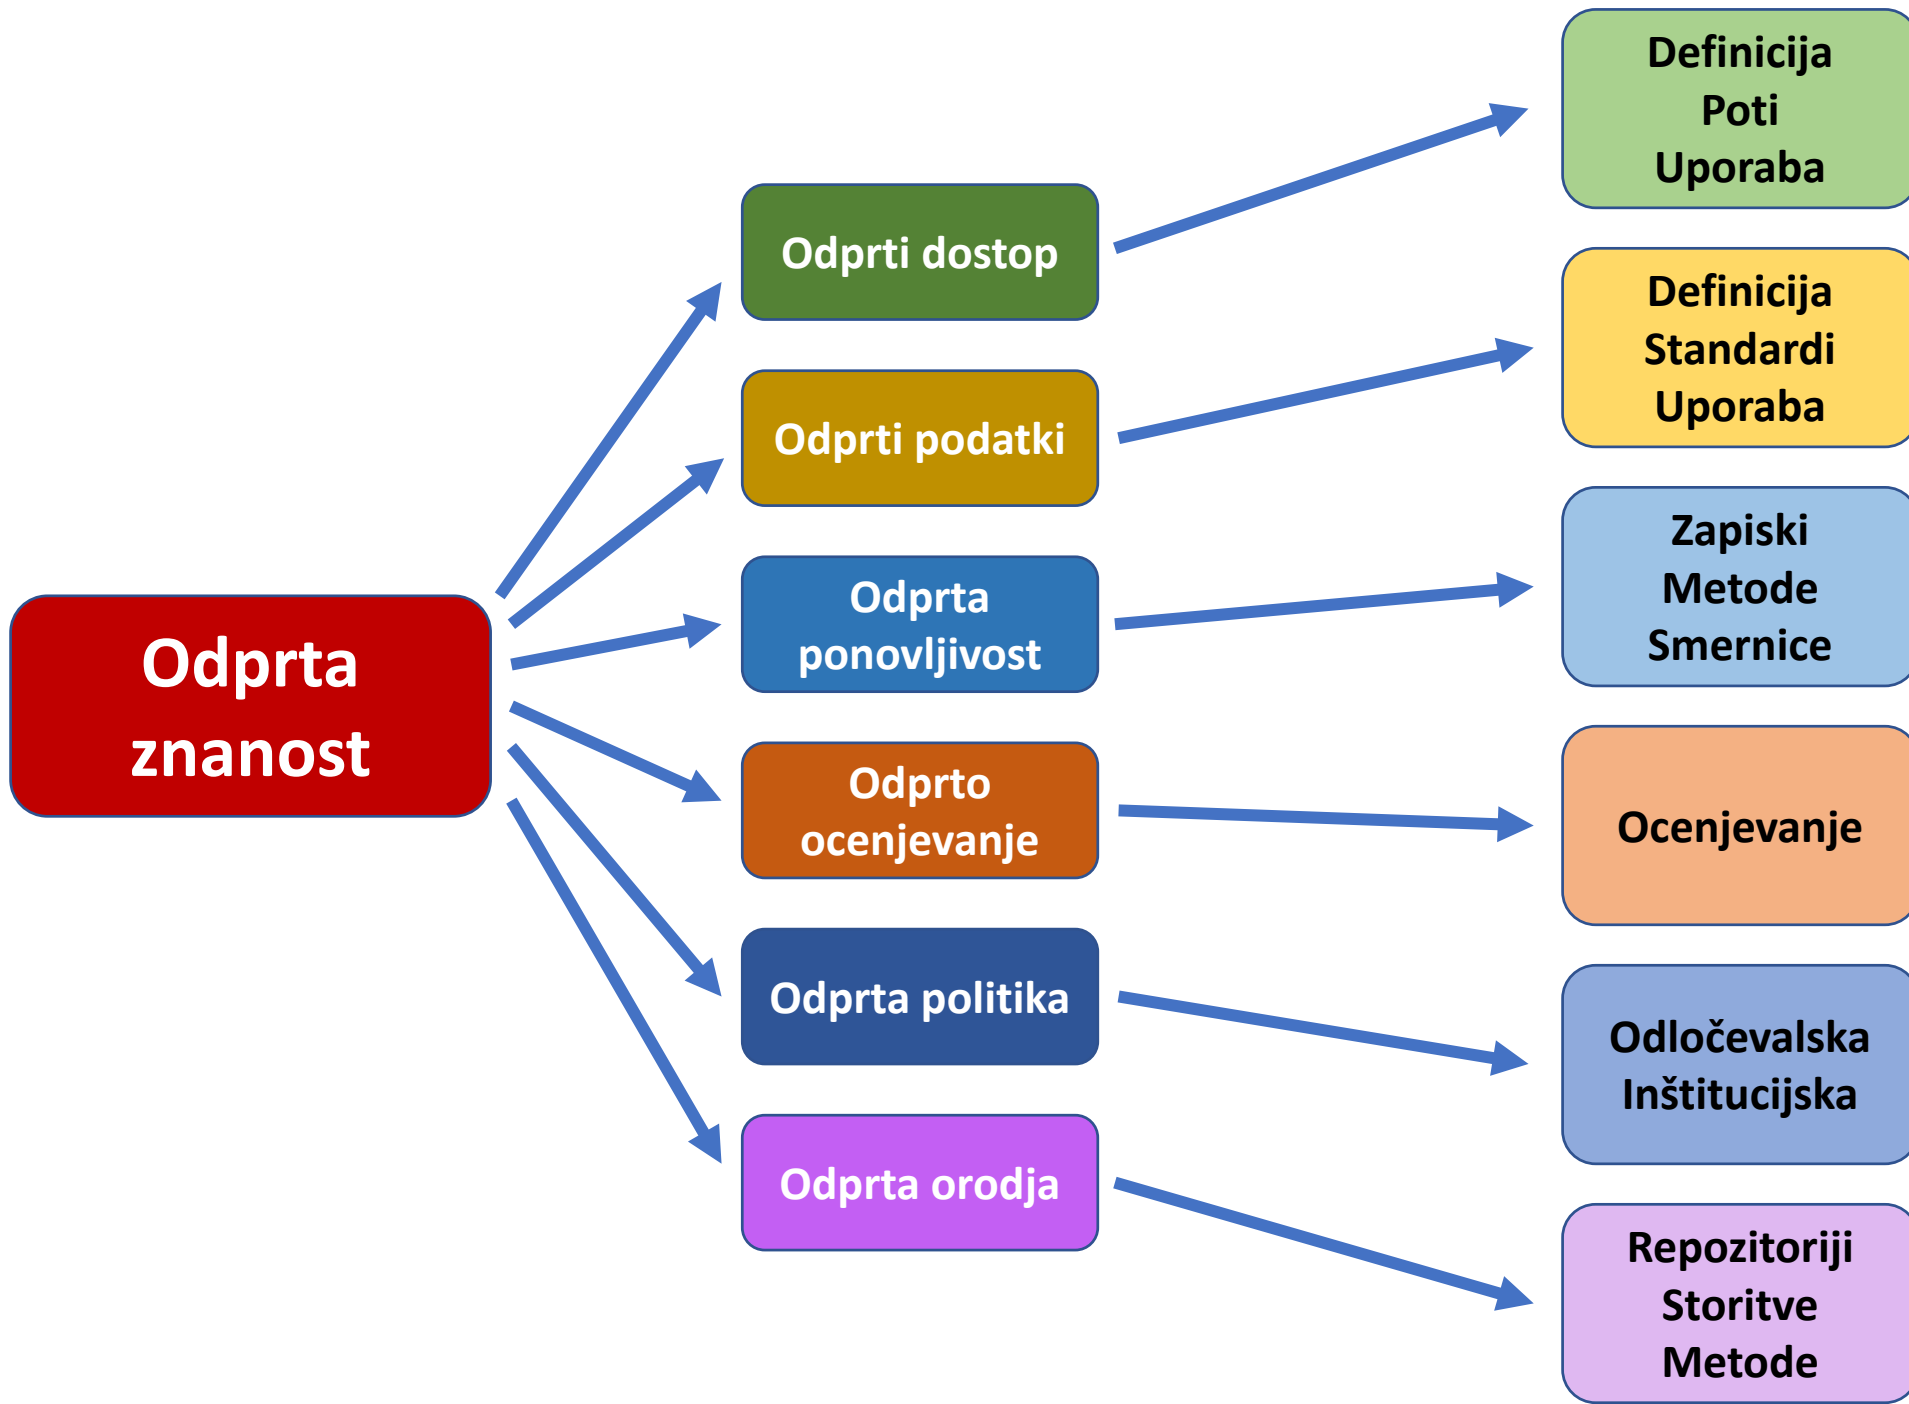 Odprta
znanost
Odprti dostop
Odprti podatki
Odprta
ponovljivost
Odprto
ocenjevanje
Odprta politika
Odprta orodja
Definicija
Poti
Uporaba
Definicija
Standardi
Uporaba
Zapiski
Metode
Smernice
Ocenjevanje
Odločevalska
Inštitucijska
Repozitoriji
Storitve
Metode